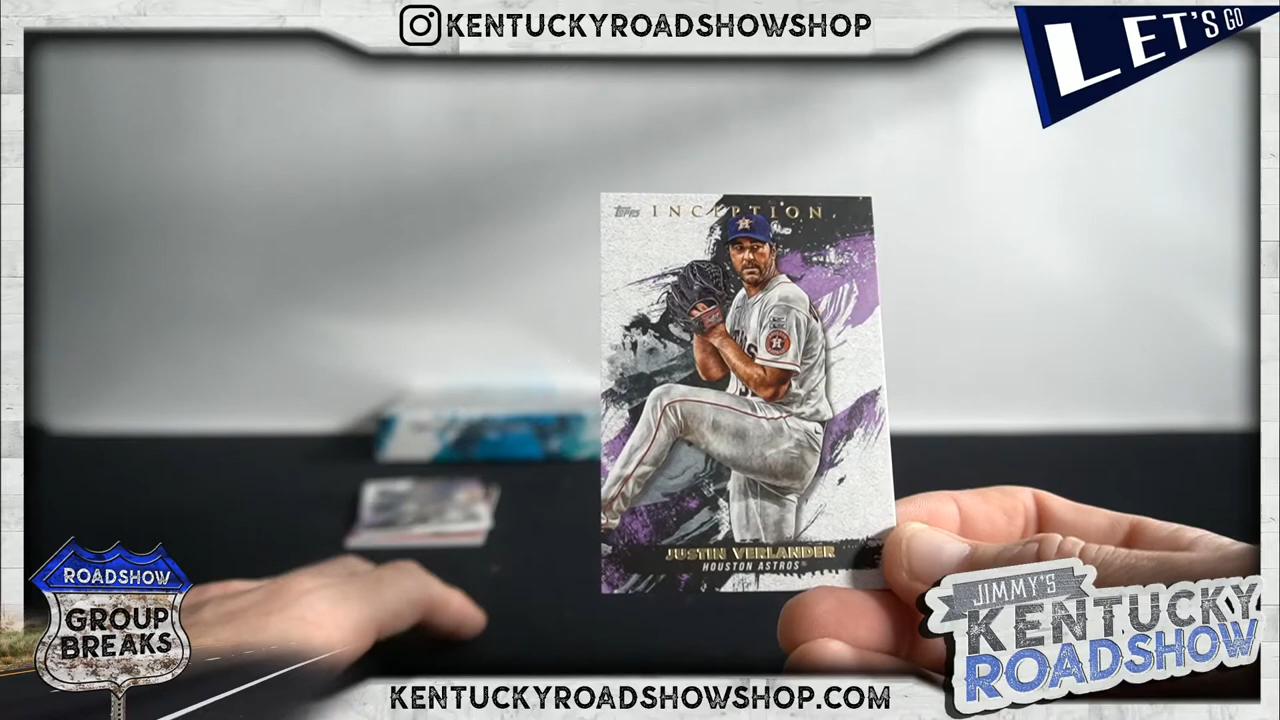 KENTUCKYROADSHOWSHOP
LET'S GO
Topps INCEPTION
JUSTIN VERLANDER
HOUSTON ASTROS
ROADSHOW
GROUP
BREAKS
JIMMY'S
KENTUCKY
ROADSHOW
KENTUCKYROADSHOWSHOP.COM